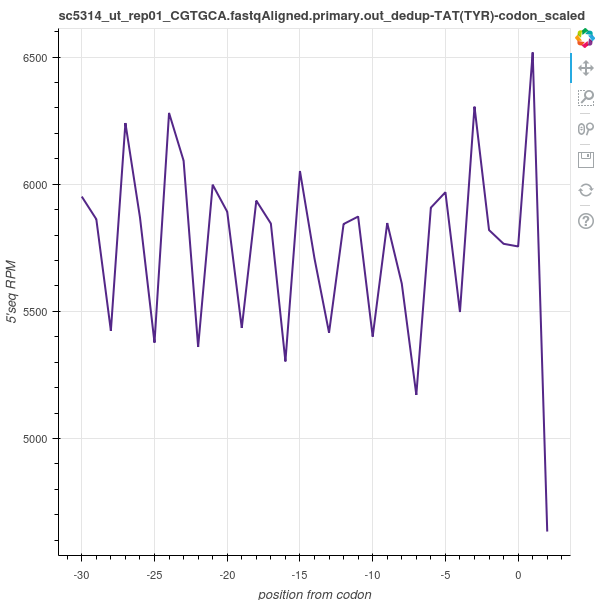 sc5314_ut_rep01_CGTGCA.fastqAligned.primary.out_dedup-TAT(TYR)-codon_scaled
6500
6000
5500
5000
5'seq RPM
-30 -25 -20 -15 -10 -5 0
position from codon